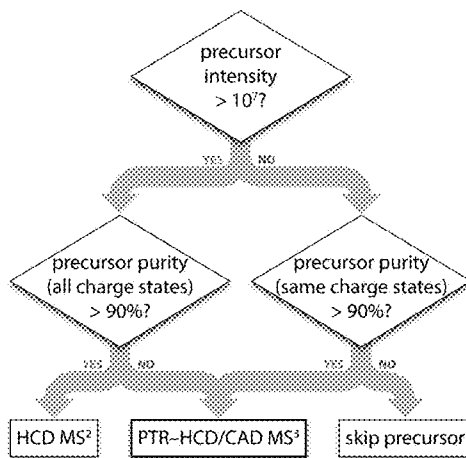 precursor
intensity
> 10⁷?
YES NO
precursor purity
(all charge states)
> 90%?
precursor purity
(same charge states)
> 90%?
YES NO
YES NO
HCD MS²
PTR–HCD/CAD MS³
skip precursor